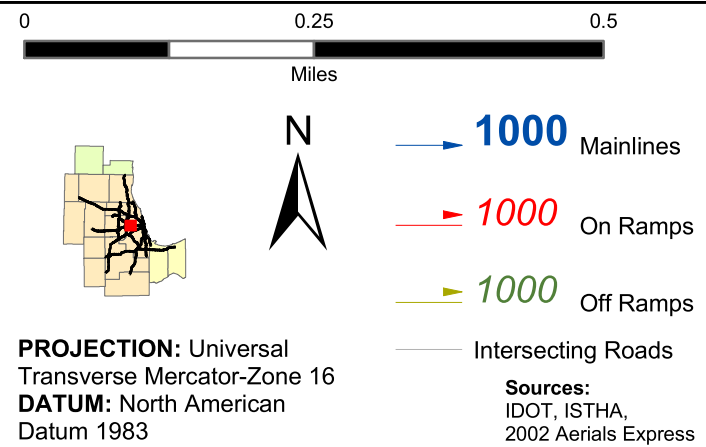 0 0.25 0.5
Miles
N
1000 Mainlines
1000 On Ramps
1000 Off Ramps
Intersecting Roads
PROJECTION: Universal
Transverse Mercator-Zone 16
DATUM: North American
Datum 1983
Sources:
IDOT, ISTHA,
2002 Aerials Express